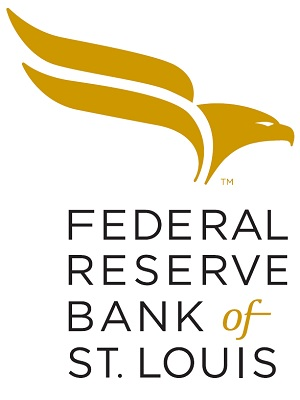 ™
FEDERAL
RESERVE
BANK of
ST. LOUIS